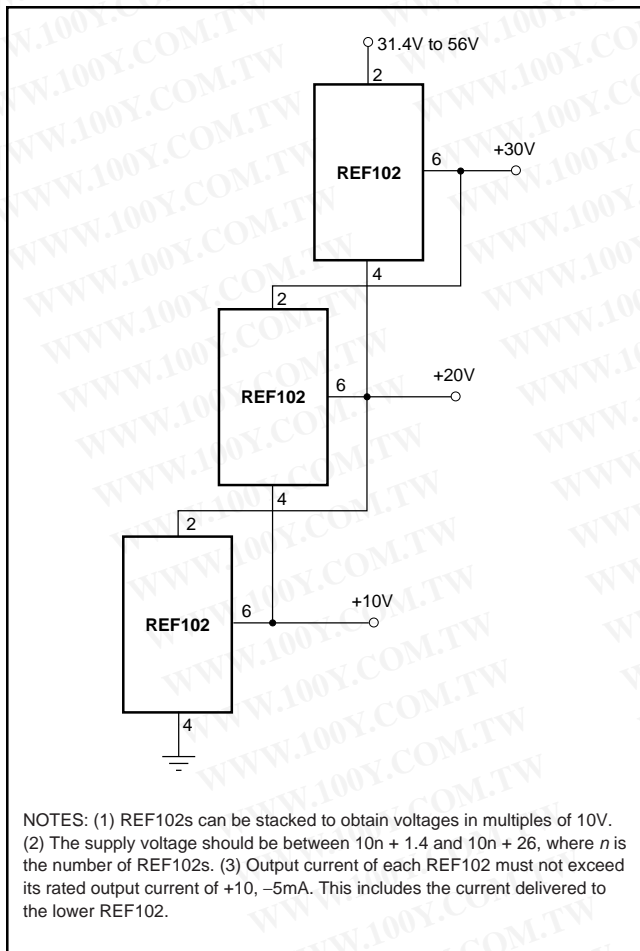 31.4V to 56V
2
REF102
6
+30V
4
2
REF102
6
+20V
4
2
REF102
6
+10V
4
NOTES: (1) REF102s can be stacked to obtain voltages in multiples of 10V.
(2) The supply voltage should be between 10n + 1.4 and 10n + 26, where n is
the number of REF102s. (3) Output current of each REF102 must not exceed
its rated output current of +10, –5mA. This includes the current delivered to
the lower REF102.
WWW.100Y.COM.TW